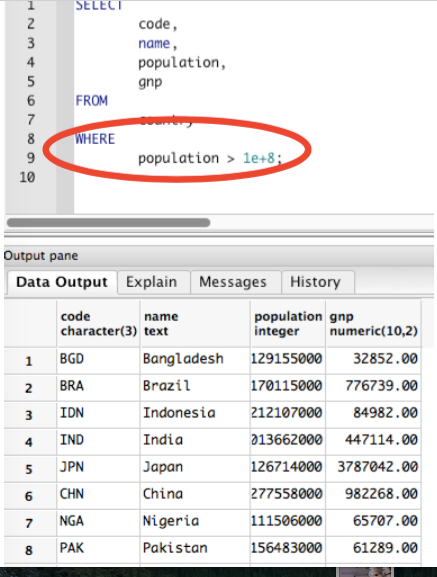 1 SELECT
2 code,
3 name,
4 population,
5 gnp
6 FROM
7 country
8 WHERE
9 population > 1e+8;
10
Output pane
Data Output Explain Messages History
code name population gnp
character(3) text integer numeric(10,2)
1 BGD Bangladesh 129155000 32852.00
2 BRA Brazil 170115000 776739.00
3 IDN Indonesia 212107000 84982.00
4 IND India 013662000 447114.00
5 JPN Japan 126714000 3787042.00
6 CHN China 277558000 982268.00
7 NGA Nigeria 111506000 65707.00
8 PAK Pakistan 156483000 61289.00